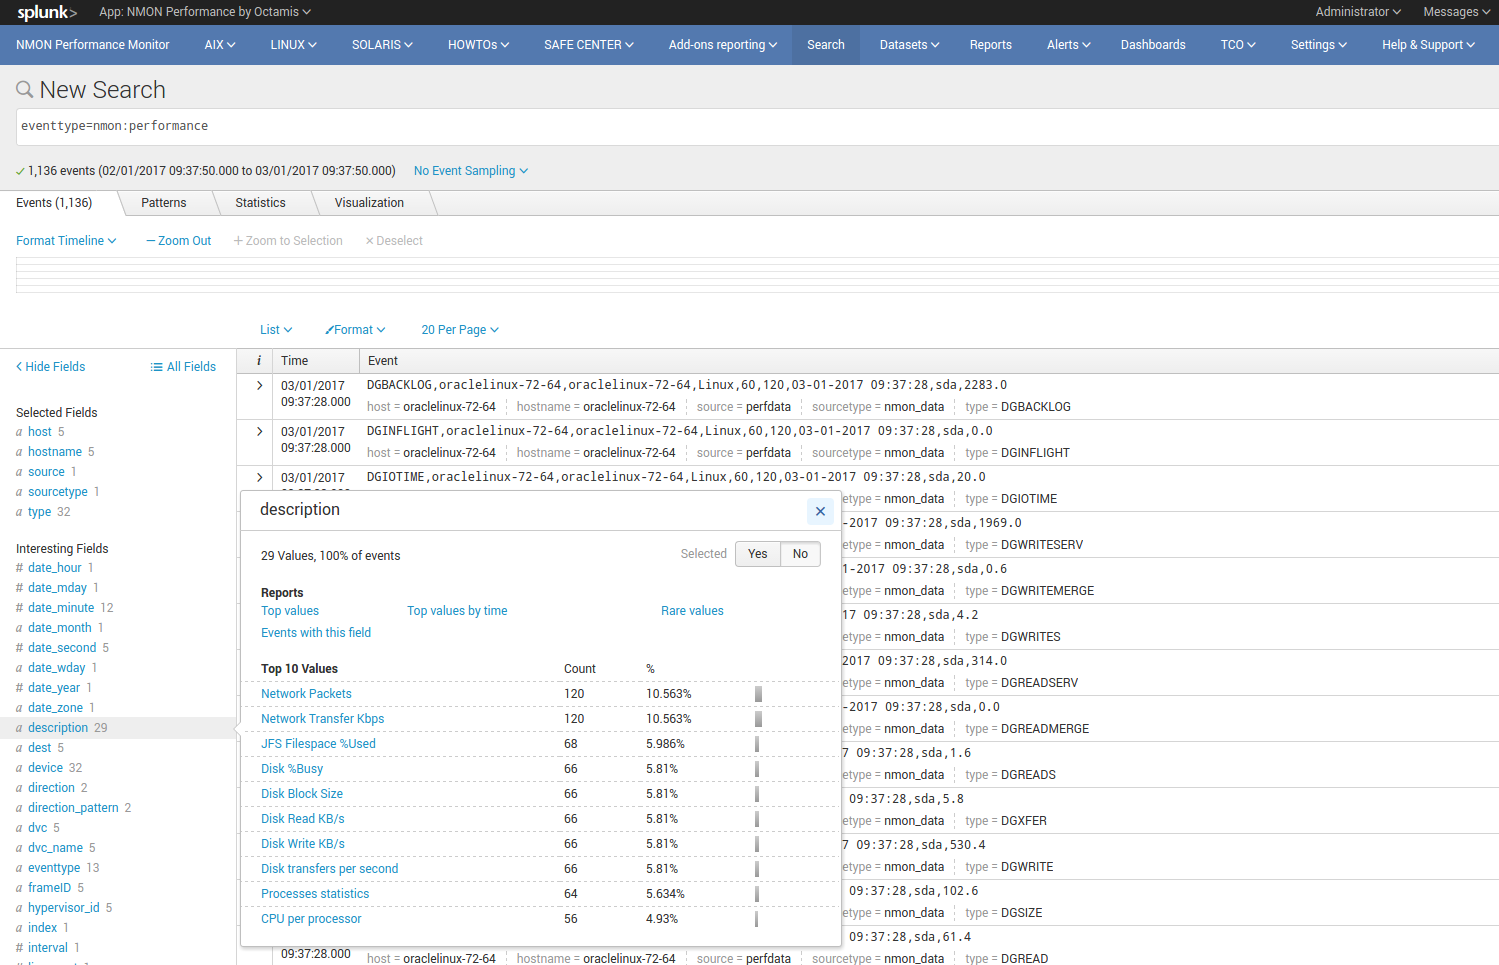 splunk> App: NMON Performance by Octamis Administrator Messages
NMON Performance Monitor AIX LINUX SOLARIS HOWTOs SAFE CENTER Add-ons reporting Search Datasets Reports Alerts Dashboards TCO Settings Help & Support
New Search
eventtype=nmon:performance
1,136 events (02/01/2017 09:37:50.000 to 03/01/2017 09:37:50.000) No Event Sampling
Events (1,136) Patterns Statistics Visualization
Format Timeline — Zoom Out + Zoom to Selection × Deselect
List Format 20 Per Page
Hide Fields All Fields
Selected Fields
a host 5
a hostname 5
a source 1
a sourcetype 1
a type 32
Interesting Fields
# date_hour 1
# date_mday 1
# date_minute 12
a date_month 1
# date_second 5
a date_wday 1
# date_year 1
a date_zone 1
a description 29
a dest 5
a device 32
a direction 2
a direction_pattern 2
a dvc 5
a dvc_name 5
a eventtype 13
a frameID 5
a hypervisor_id 5
a index 1
# interval 1
i Time Event
03/01/2017 DGBACKLOG,oraclelinux-72-64,oraclelinux-72-64,Linux,60,120,03-01-2017 09:37:28,sda,2283.0
09:37:28.000 host = oraclelinux-72-64 hostname = oraclelinux-72-64 source = perfdata sourcetype = nmon_data type = DGBACKLOG
03/01/2017 DGINFLIGHT,oraclelinux-72-64,oraclelinux-72-64,Linux,60,120,03-01-2017 09:37:28,sda,0.0
09:37:28.000 host = oraclelinux-72-64 hostname = oraclelinux-72-64 source = perfdata sourcetype = nmon_data type = DGINFLIGHT
03/01/2017 DGIOTIME,oraclelinux-72-64,oraclelinux-72-64,Linux,60,120,03-01-2017 09:37:28,sda,20.0
etype = nmon_data type = DGIOTIME
-2017 09:37:28,sda,1969.0
etype = nmon_data type = DGWRITESERV
1-2017 09:37:28,sda,0.6
etype = nmon_data type = DGWRITEMERGE
17 09:37:28,sda,4.2
etype = nmon_data type = DGWRITES
2017 09:37:28,sda,314.0
etype = nmon_data type = DGREADSERV
-2017 09:37:28,sda,0.0
etype = nmon_data type = DGREADMERGE
7 09:37:28,sda,1.6
etype = nmon_data type = DGREADS
09:37:28,sda,5.8
etype = nmon_data type = DGXFER
7 09:37:28,sda,530.4
etype = nmon_data type = DGWRITE
09:37:28,sda,102.6
etype = nmon_data type = DGSIZE
09:37:28,sda,61.4
09:37:28.000 host = oraclelinux-72-64 hostname = oraclelinux-72-64 source = perfdata sourcetype = nmon_data type = DGREAD
description ×
29 Values, 100% of events Selected Yes No
Reports
Top values Top values by time Rare values
Events with this field
Top 10 Values Count %
Network Packets 120 10.563%
Network Transfer Kbps 120 10.563%
JFS Filespace %Used 68 5.986%
Disk %Busy 66 5.81%
Disk Block Size 66 5.81%
Disk Read KB/s 66 5.81%
Disk Write KB/s 66 5.81%
Disk transfers per second 66 5.81%
Processes statistics 64 5.634%
CPU per processor 56 4.93%